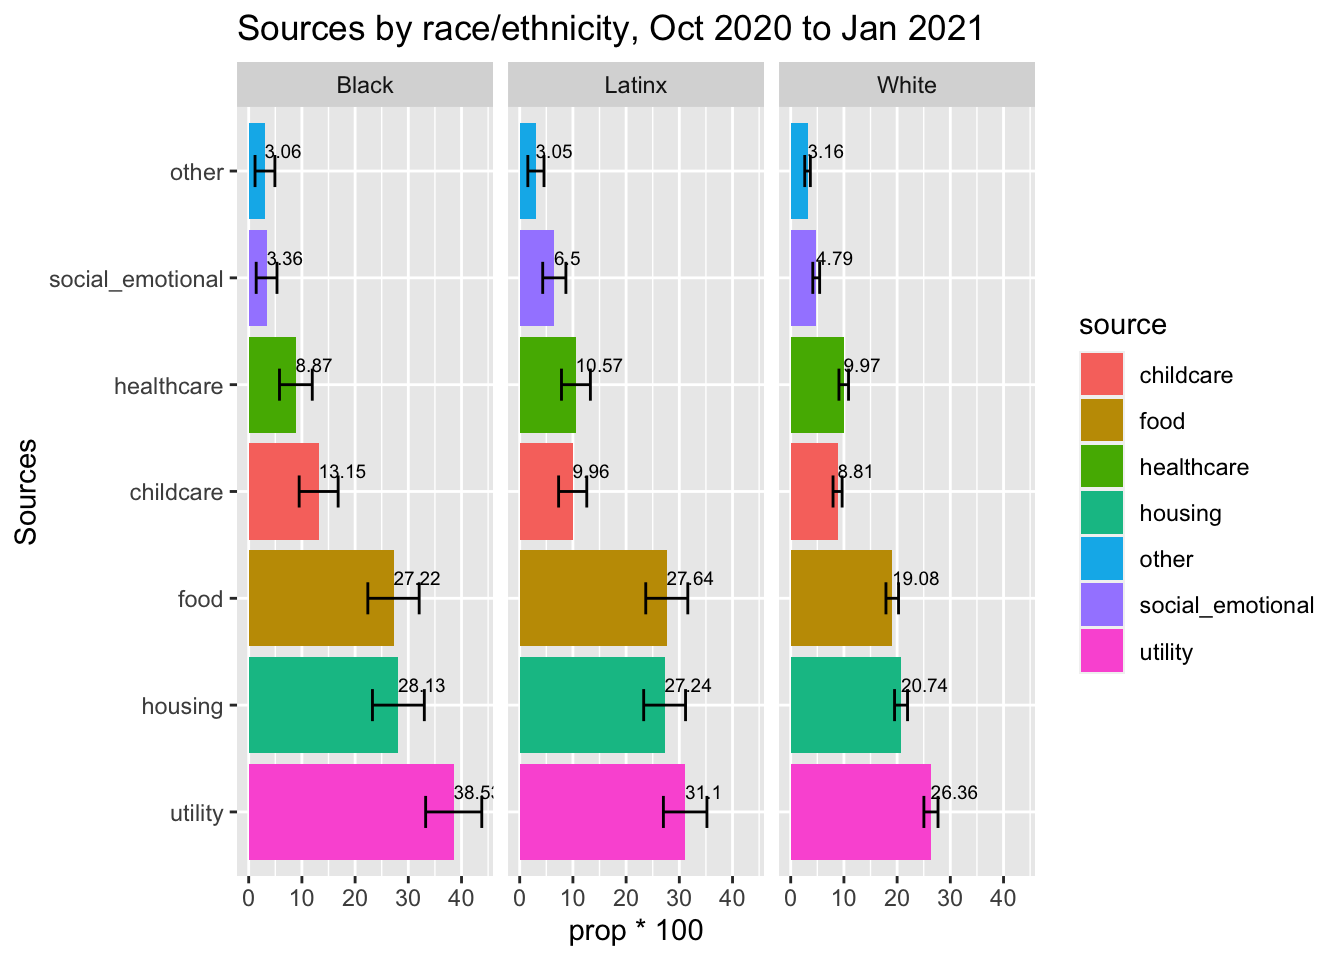 Sources by race/ethnicity, Oct 2020 to Jan 2021
Black Latinx White
other 3.06 3.05 3.16
social_emotional 3.36 6.5 4.79
healthcare 8.87 10.57 9.97
childcare 13.15 9.96 8.81
food 27.22 27.64 19.08
housing 28.13 27.24 20.74
utility 38.53 31.1 26.36
0 10 20 30 40 0 10 20 30 40 0 10 20 30 40
prop * 100
Sources
source
childcare
food
healthcare
housing
other
social_emotional
utility